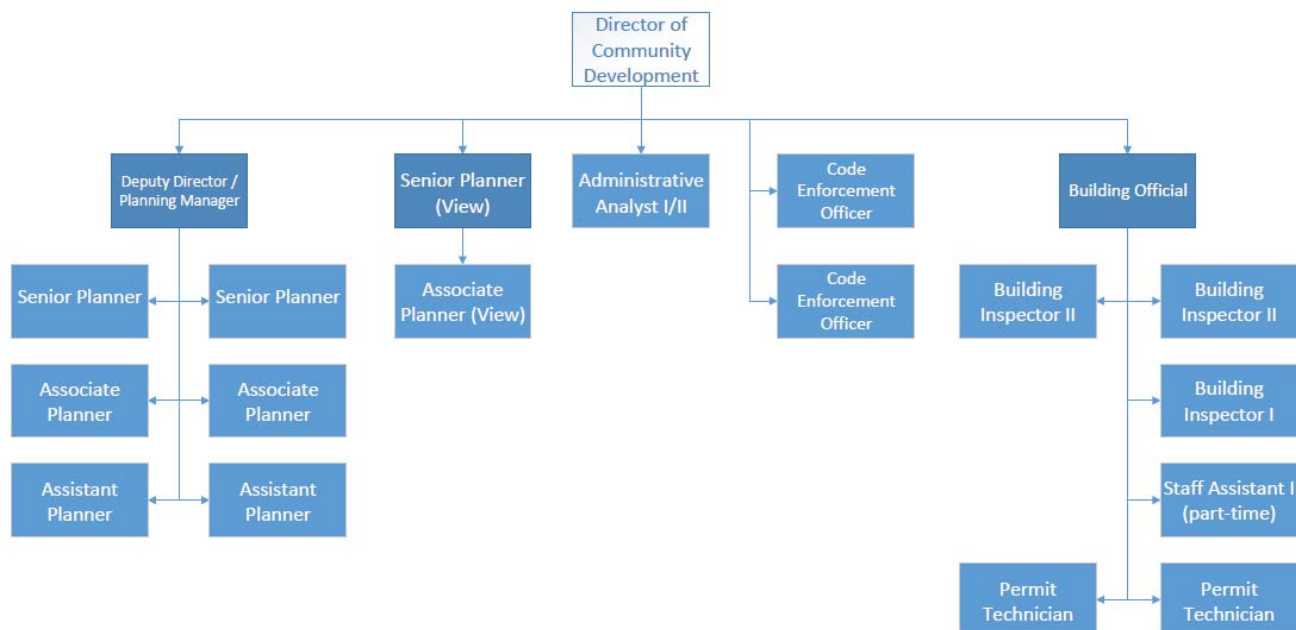 Director of
Community
Development
Deputy Director /
Planning Manager
Senior Planner
(View)
Administrative
Analyst I/II
Code
Enforcement
Officer
Building Official
Senior Planner
Senior Planner
Associate
Planner (View)
Code
Enforcement
Officer
Building
Inspector II
Building
Inspector II
Associate
Planner
Associate
Planner
Building
Inspector I
Assistant
Planner
Assistant
Planner
Staff Assistant I
(part-time)
Permit
Technician
Permit
Technician